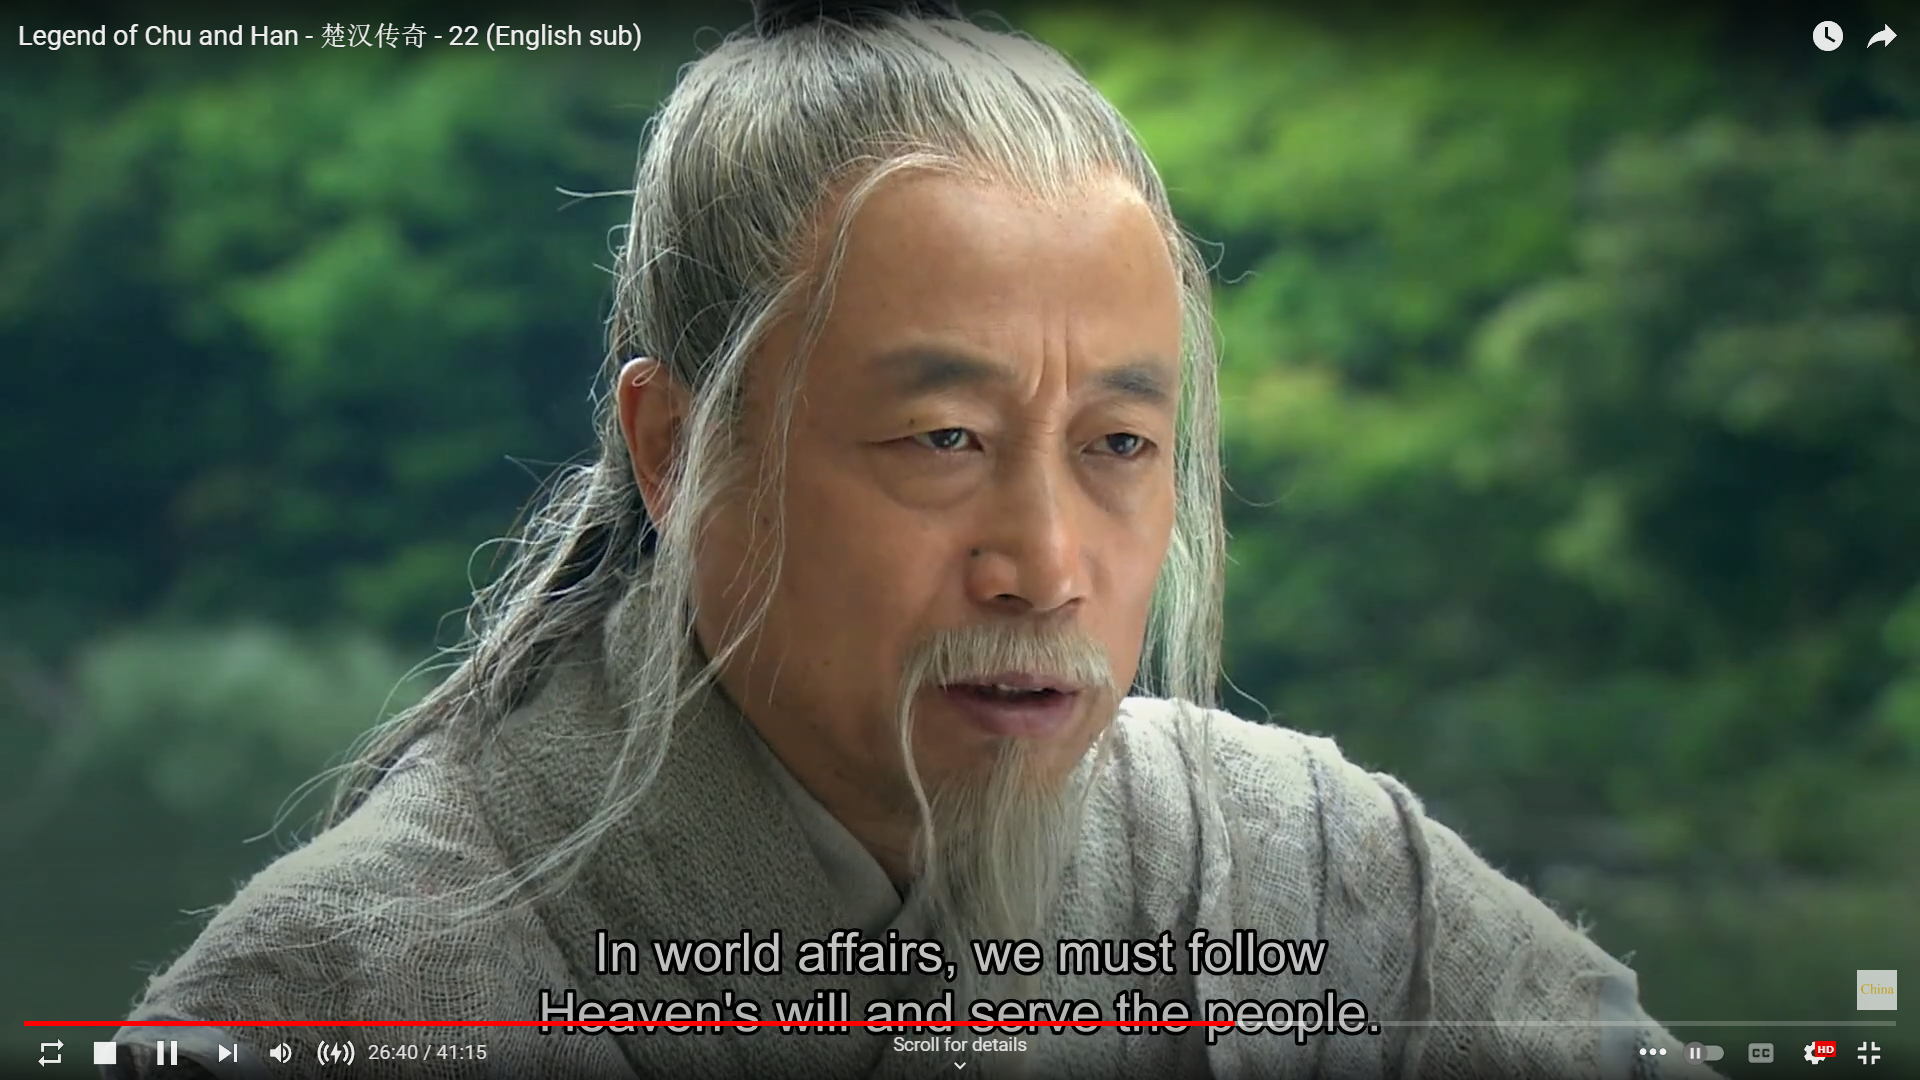 Legend of Chu and Han - 楚汉传奇 - 22 (English sub)
In world affairs, we must follow
Heaven's will and serve the people.
China
Scroll for details
26:40 / 41:15
CC
HD